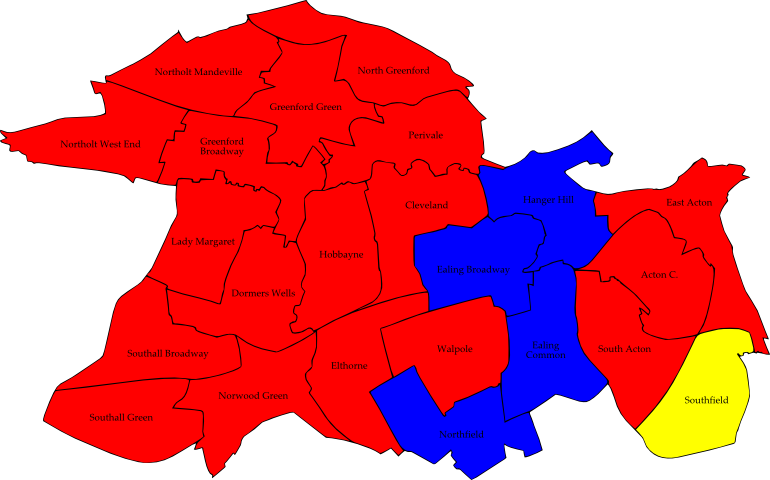 Northolt Mandeville
North Greenford
Greenford Green
Northolt West End
Greenford
Broadway
Perivale
Hanger Hill
East Acton
Cleveland
Lady Margaret
Hobbayne
Ealing Broadway
Acton C.
Dormers Wells
Southall Broadway
Elthorne
Walpole
Ealing
Common
South Acton
Norwood Green
Southfield
Southall Green
Northfield